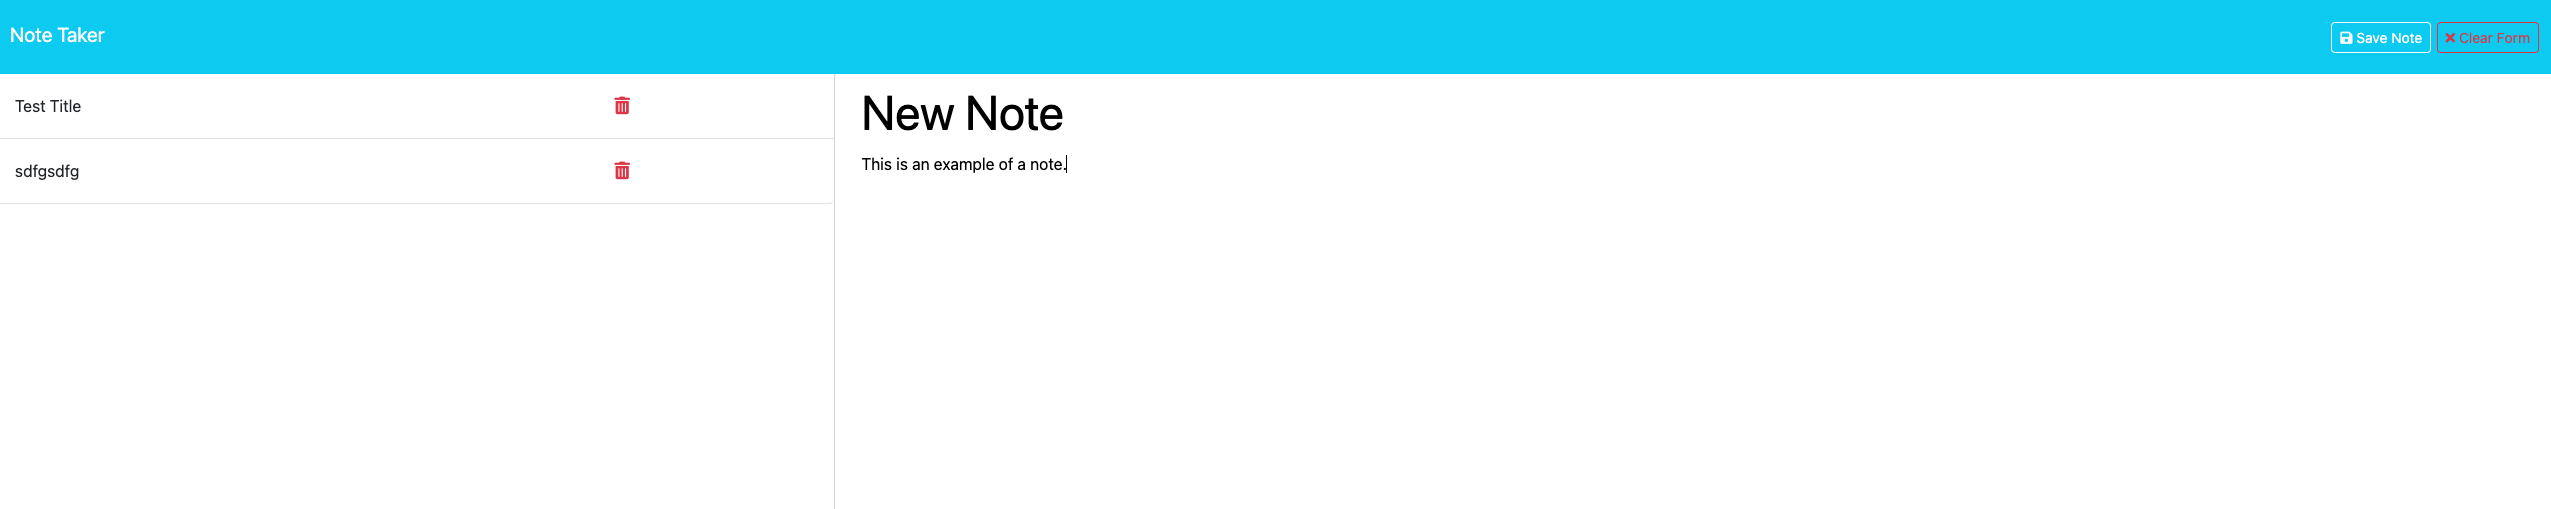 Note Taker
Save Note
Clear Form
Test Title
sdfgsdfg
New Note
This is an example of a note.